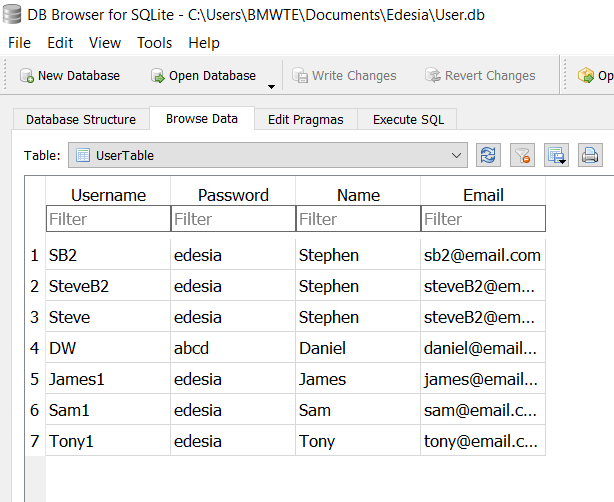 DB Browser for SQLite - C:\Users\BMWTE\Documents\Edesia\User.db
File Edit View Tools Help
New Database Open Database Write Changes Revert Changes Op
Database Structure Browse Data Edit Pragmas Execute SQL
Table: UserTable
Username Password Name Email
Filter Filter Filter Filter
1 SB2 edesia Stephen sb2@email.com
2 SteveB2 edesia Stephen steveB2@em...
3 Steve edesia Stephen steveB2@em...
4 DW abcd Daniel daniel@email...
5 James1 edesia James james@email...
6 Sam1 edesia Sam sam@email.c...
7 Tony1 edesia Tony tony@email.c...